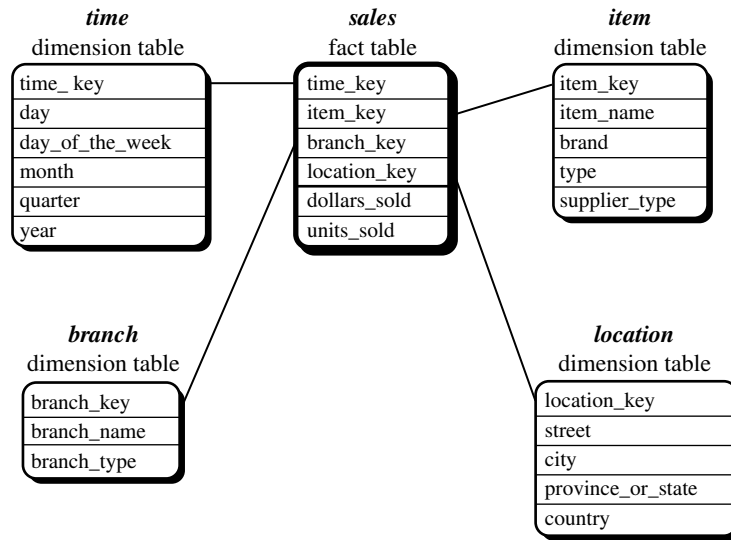 time
dimension table
time_ key
day
day_of_the_week
month
quarter
year
sales
fact table
time_key
item_key
branch_key
location_key
dollars_sold
units_sold
item
dimension table
item_key
item_name
brand
type
supplier_type
branch
dimension table
branch_key
branch_name
branch_type
location
dimension table
location_key
street
city
province_or_state
country